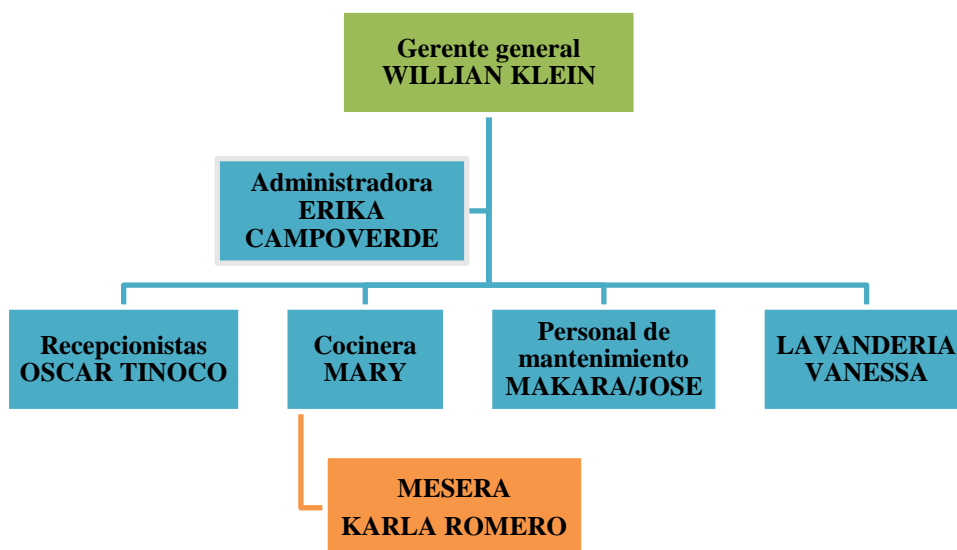 Gerente general
WILLIAN KLEIN
Administradora
ERIKA
CAMPOVERDE
Recepcionistas
OSCAR TINOCO
Cocinera
MARY
Personal de
mantenimiento
MAKARA/JOSE
LAVANDERIA
VANESSA
MESERA
KARLA ROMERO